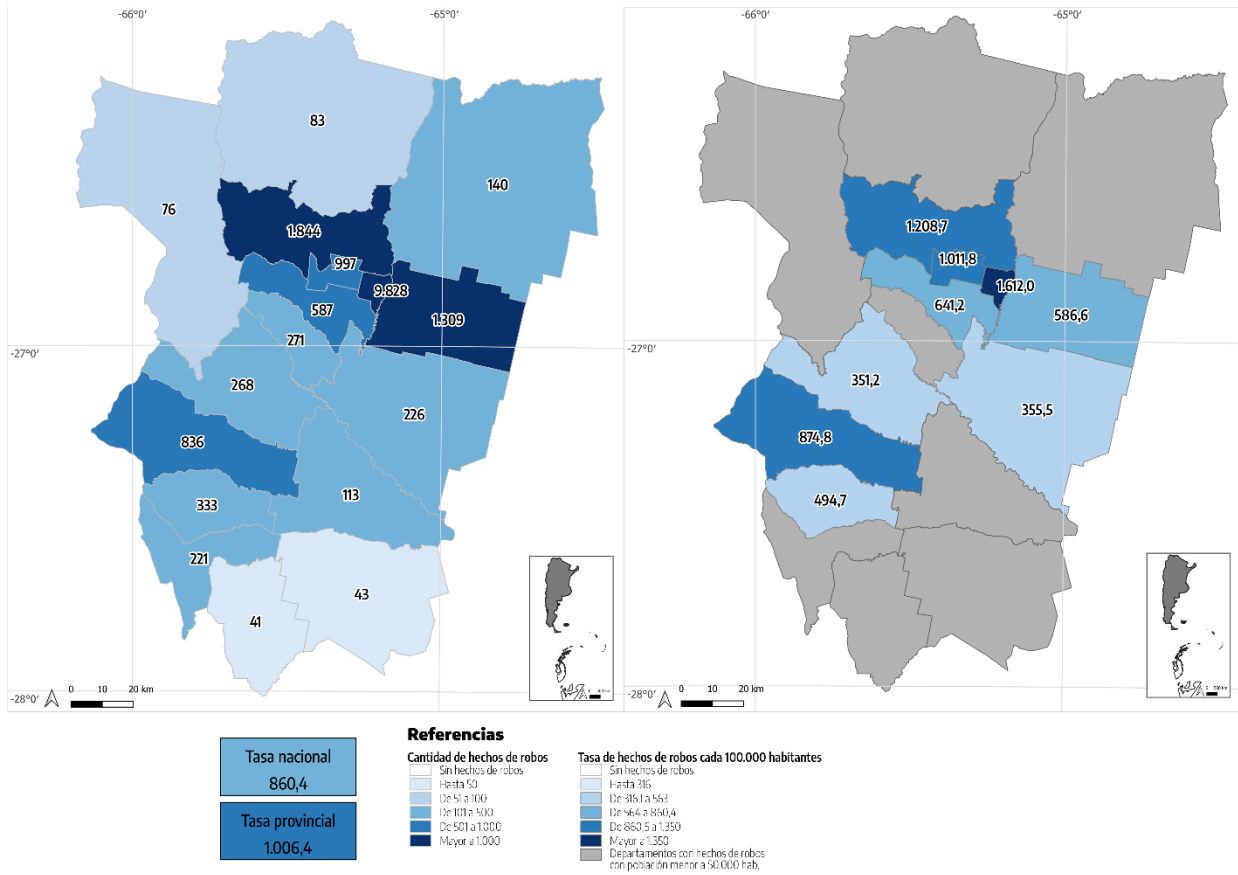 -66°0'
-65°0'
-66°0'
-65°0'
83
140
76
1.844
997
9.828
587
1.309
271
-27°0'
268
226
836
113
333
221
43
41
-28°0'
0 10 20 km
1.208,7
1.011,8
1.612,0
641,2
586,6
-27°0'
351,2
355,5
874,8
494,7
-28°0'
0 10 20 km
Referencias
Tasa nacional
860,4
Tasa provincial
1.006,4
Cantidad de hechos de robos
Sin hechos de robos
Hasta 50
De 51 a 100
De 101 a 500
De 501 a 1.000
Mayor a 1.000
Tasa de hechos de robos cada 100.000 habitantes
Sin hechos de robos
Hasta 316
De 316,1 a 563
De 564 a 860,4
De 860,5 a 1.350
Mayor a 1.350
Departamentos con hechos de robos
con población menor a 50.000 hab.